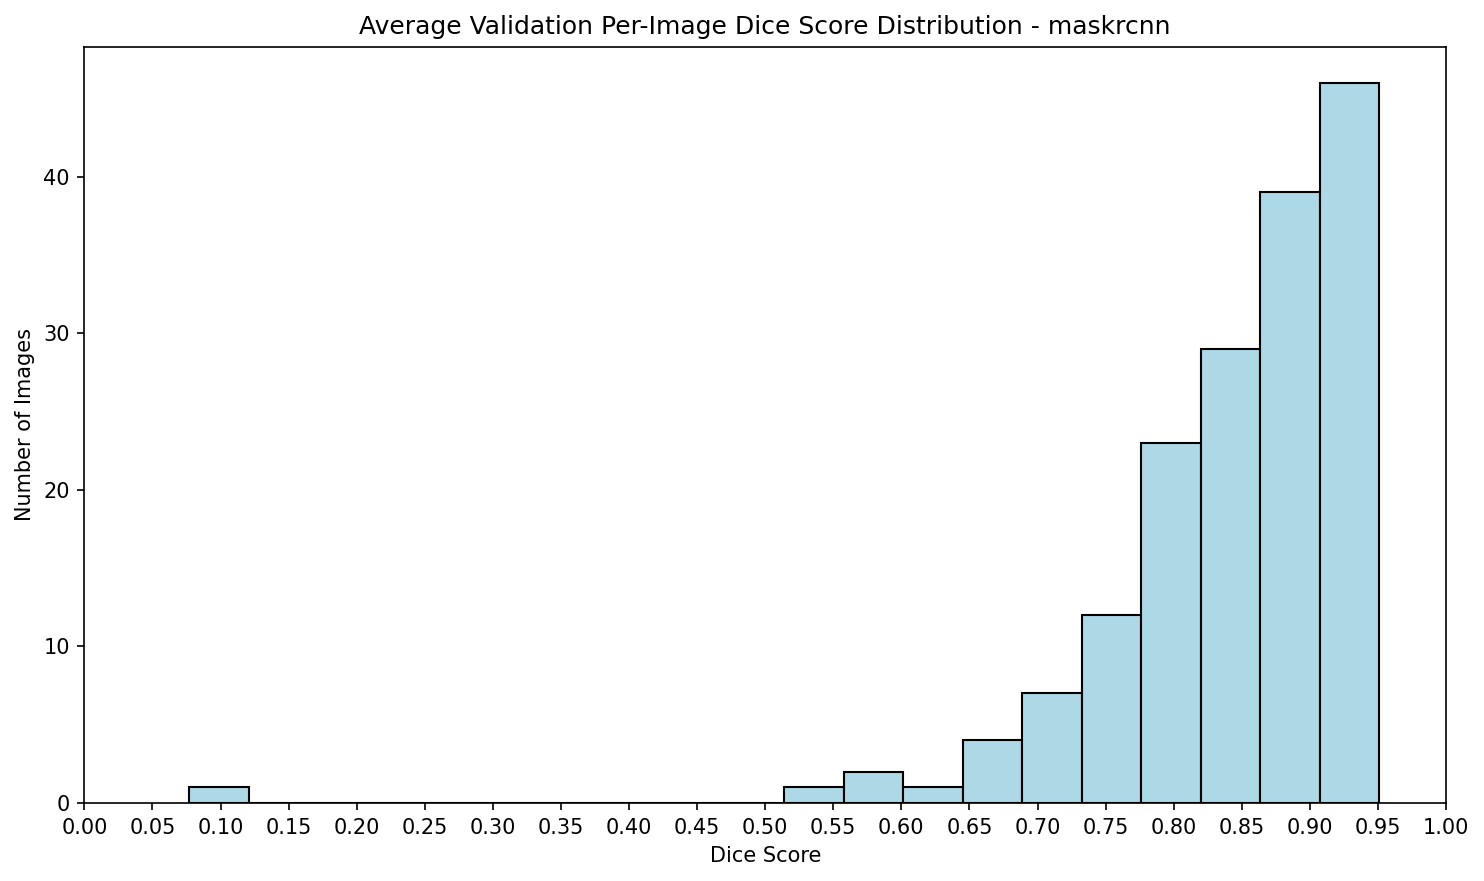 Average Validation Per-Image Dice Score Distribution - maskrcnn
Number of Images
40
30
20
10
0
0.00 0.05 0.10 0.15 0.20 0.25 0.30 0.35 0.40 0.45 0.50 0.55 0.60 0.65 0.70 0.75 0.80 0.85 0.90 0.95 1.00
Dice Score